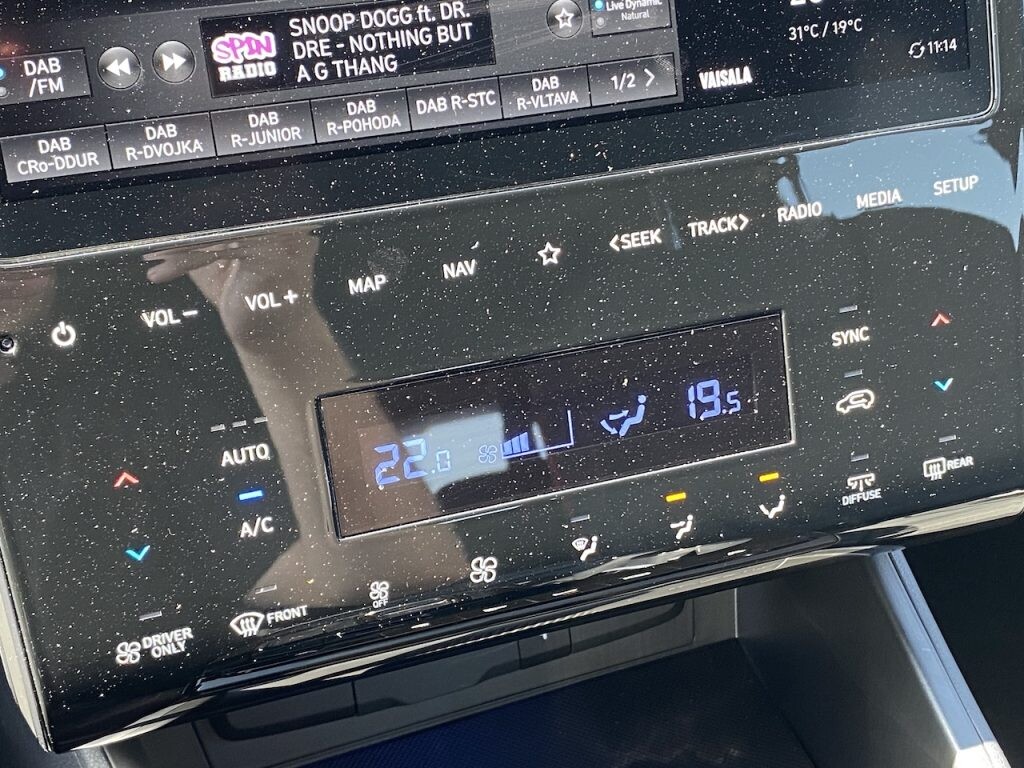 Live Dynamic
Natural
SNOOP DOGG ft. DR.
DRE - NOTHING BUT
A G THANG
SPIN
RADIO
DAB
/FM
31°C / 19°C
11:14
VAISALA
1/2
DAB
CRo-DDUR
DAB
R-DVOJKA
DAB
R-JUNIOR
DAB
R-POHODA
DAB R-STC
DAB
R-VLTAVA
VOL-
VOL+
MAP
NAV
<SEEK
TRACK>
RADIO
MEDIA
SETUP
SYNC
AUTO
A/C
22.0
19.5
DIFFUSE
REAR
OFF
FRONT
DRIVER
ONLY